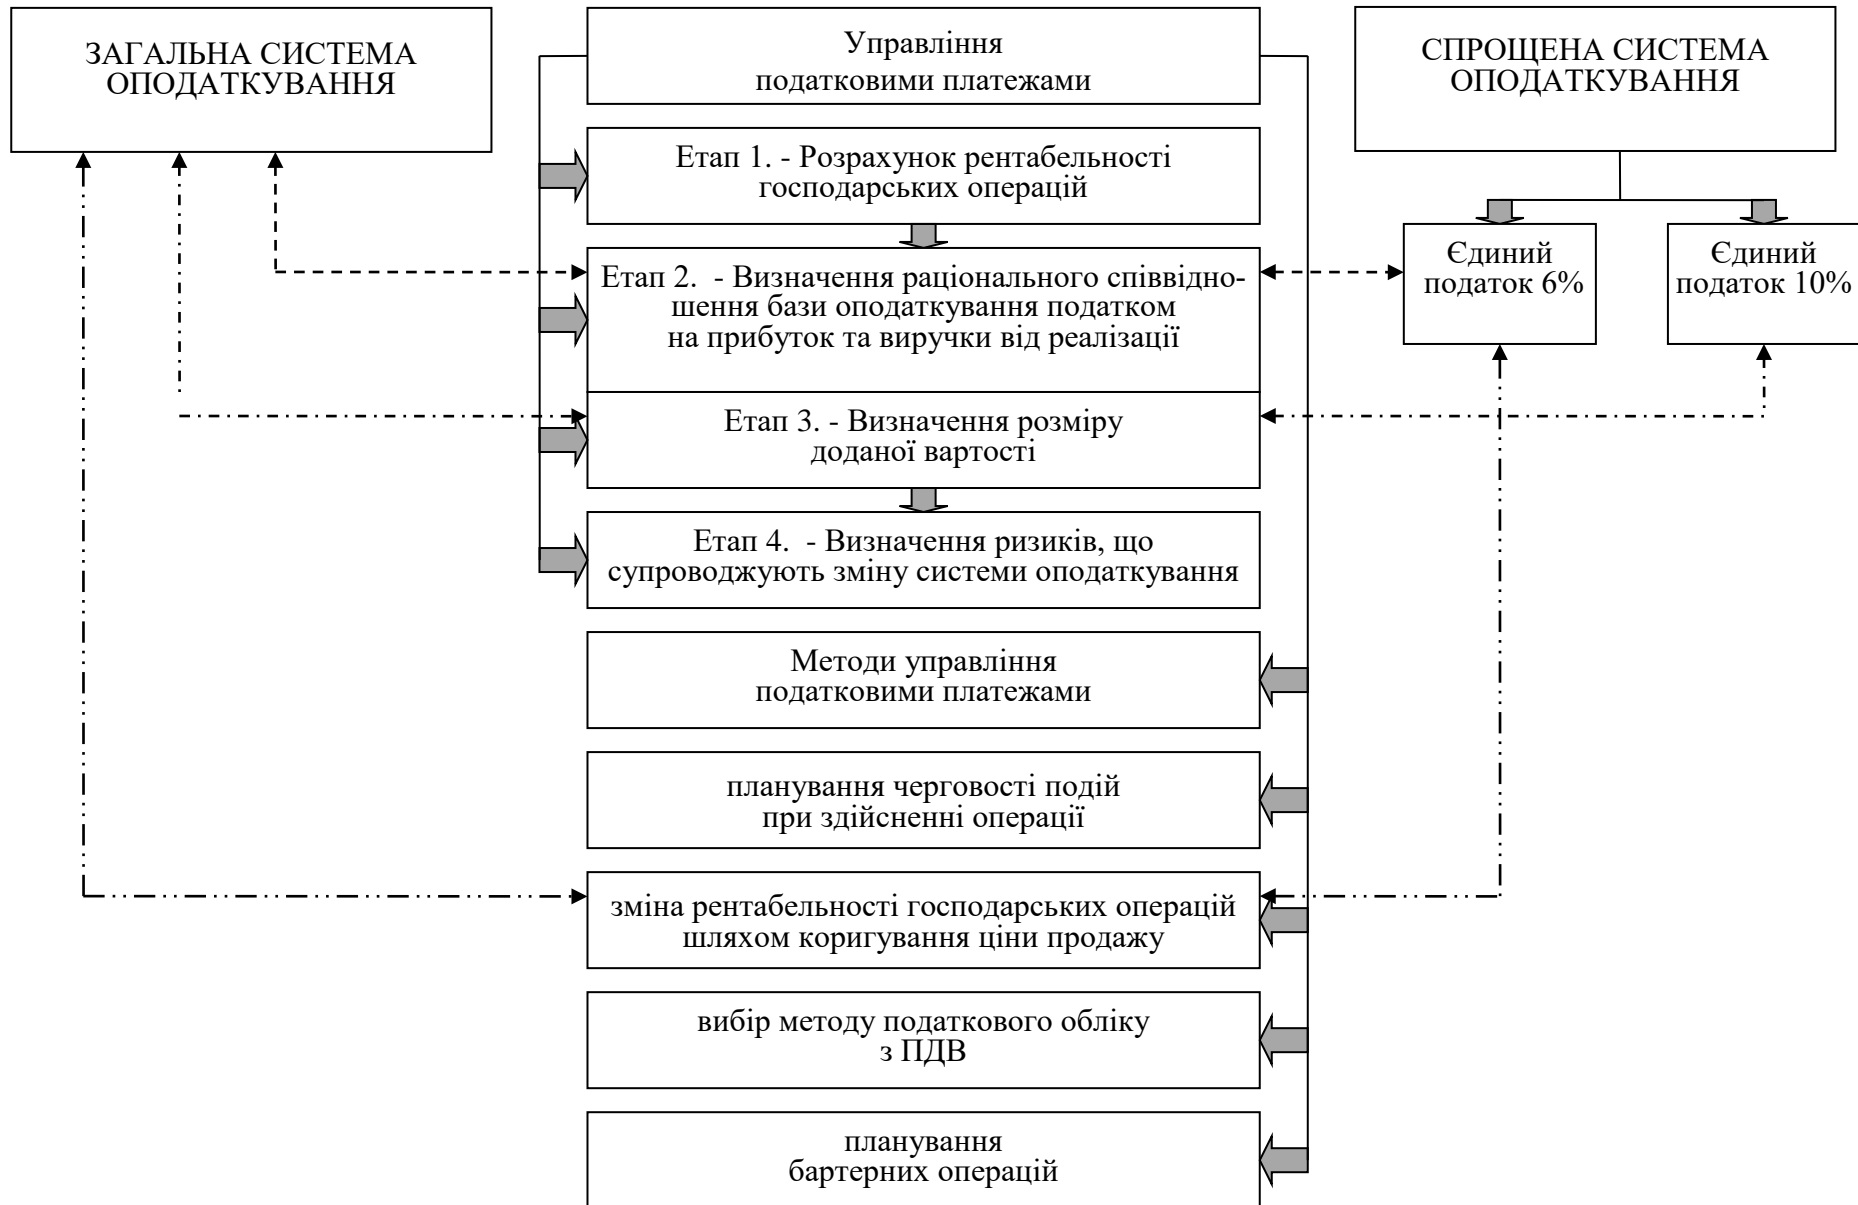 ЗАГАЛЬНА СИСТЕМА
ОПОДАТКУВАННЯ
Управління
податковими платежами
СПРОЩЕНА СИСТЕМА
ОПОДАТКУВАННЯ
Етап 1. - Розрахунок рентабельності
господарських операцій
Єдиний
податок 6%
Єдиний
податок 10%
Етап 2.  - Визначення раціонального співвідно-
шення бази оподаткування податком
на прибуток та виручки від реалізації
Етап 3. - Визначення розміру
доданої вартості
Етап 4.  - Визначення ризиків, що
супроводжують зміну системи оподаткування
Методи управління
податковими платежами
планування черговості подій
при здійсненні операції
зміна рентабельності господарських операцій
шляхом коригування ціни продажу
вибір методу податкового обліку
з ПДВ
планування
бартерних операцій